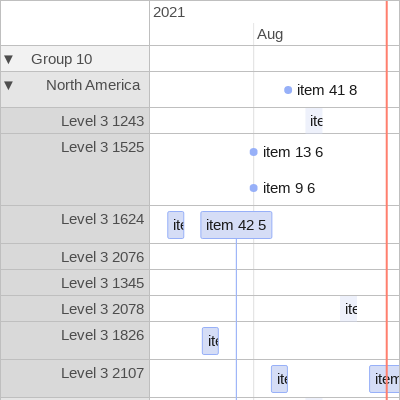 2021
Aug
▼ Group 10
▼ North America
item 41 8
Level 3 1243
ite
Level 3 1525
item 13 6
item 9 6
Level 3 1624
ite
item 42 5
Level 3 2076
Level 3 1345
Level 3 2078
ite
Level 3 1826
ite
Level 3 2107
ite
item